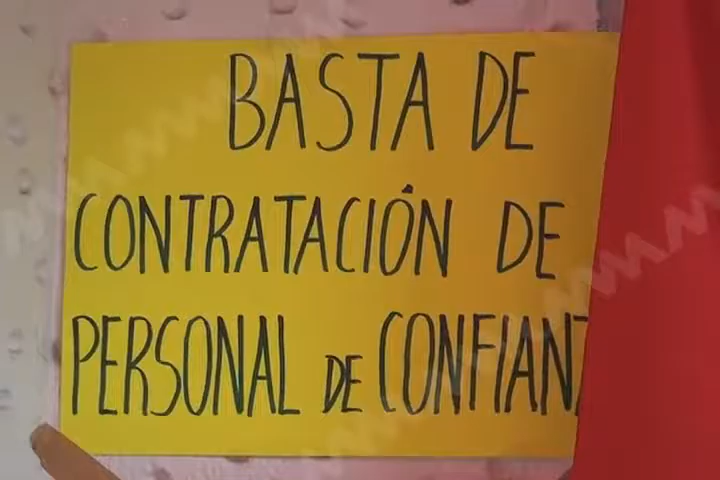 BASTA DE
CONTRATACIÓN DE
PERSONAL DE CONFIANZ